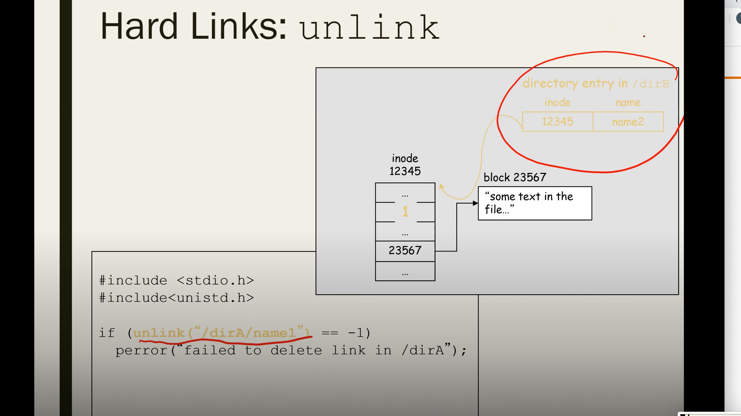 Hard Links: unlink
directory entry in /dirB
inode name
12345 name2
inode
12345
block 23567
...
"some text in the
file..."
1
...
23567
...
#include <stdio.h>
#include<unistd.h>
if (unlink("/dirA/name1") == -1)
perror("failed to delete link in /dirA");